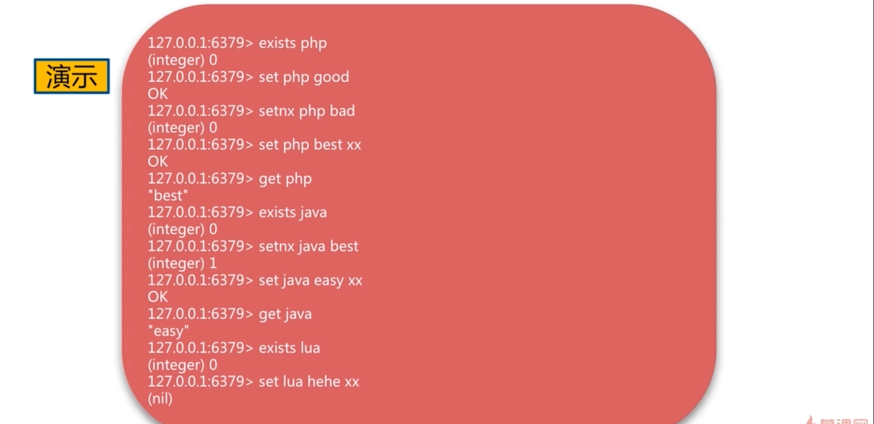 演示
127.0.0.1:6379> exists php
(integer) 0
127.0.0.1:6379> set php good
OK
127.0.0.1:6379> setnx php bad
(integer) 0
127.0.0.1:6379> set php best xx
OK
127.0.0.1:6379> get php
"best"
127.0.0.1:6379> exists java
(integer) 0
127.0.0.1:6379> setnx java best
(integer) 1
127.0.0.1:6379> set java easy xx
OK
127.0.0.1:6379> get java
"easy"
127.0.0.1:6379> exists lua
(integer) 0
127.0.0.1:6379> set lua hehe xx
(nil)